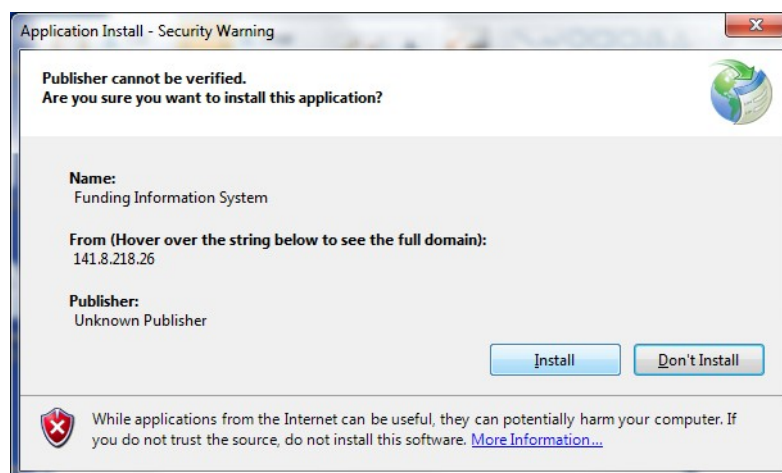 Application Install - Security Warning
Publisher cannot be verified.
Are you sure you want to install this application?
Name:
Funding Information System
From (Hover over the string below to see the full domain):
141.8.218.26
Publisher:
Unknown Publisher
Install
Don't Install
While applications from the Internet can be useful, they can potentially harm your computer. If
you do not trust the source, do not install this software. More Information...